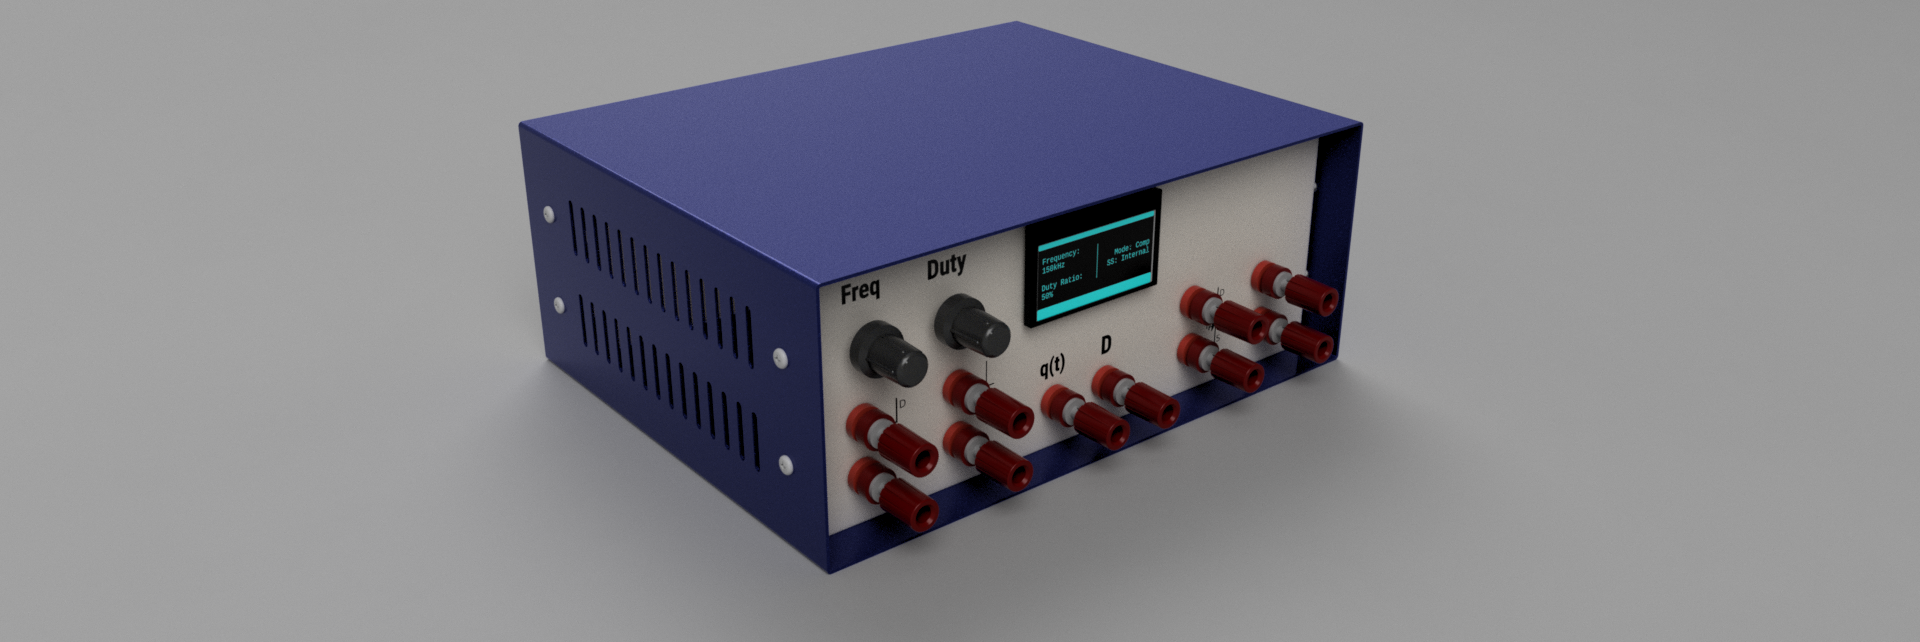 Freq
Duty
Frequency:
150kHz
Duty Ratio:
50%
Mode: Comp
SS: Internal
q(t)
D
D